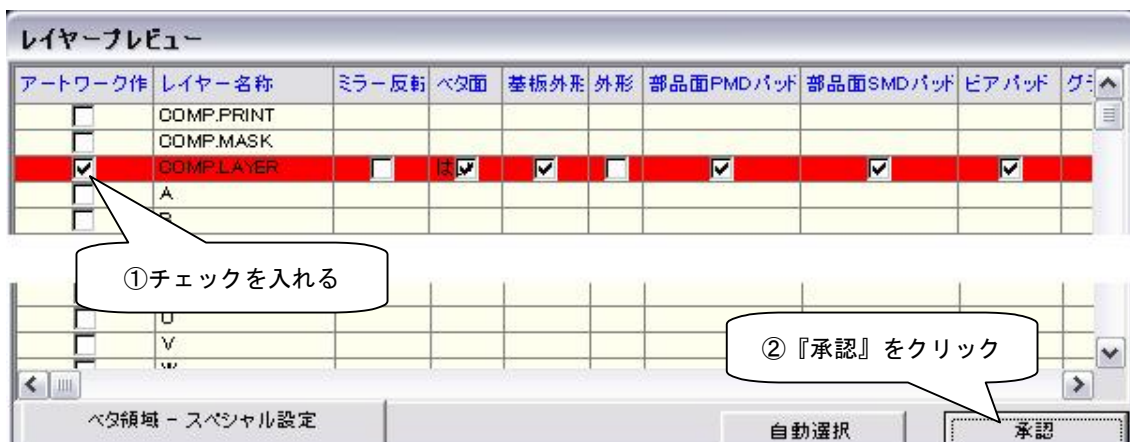 レイヤープレビュー
アートワーク作 レイヤー名称 ミラー反転 ベタ面 基板外形 外形 部品面PMDパッド 部品面SMDパッド ビアパッド
COMP.PRINT
COMP.MASK
COMP.LAYER は
A
①チェックを入れる
U
V
②『承認』をクリック
ベタ領域 - スペシャル設定 自動選択 承認